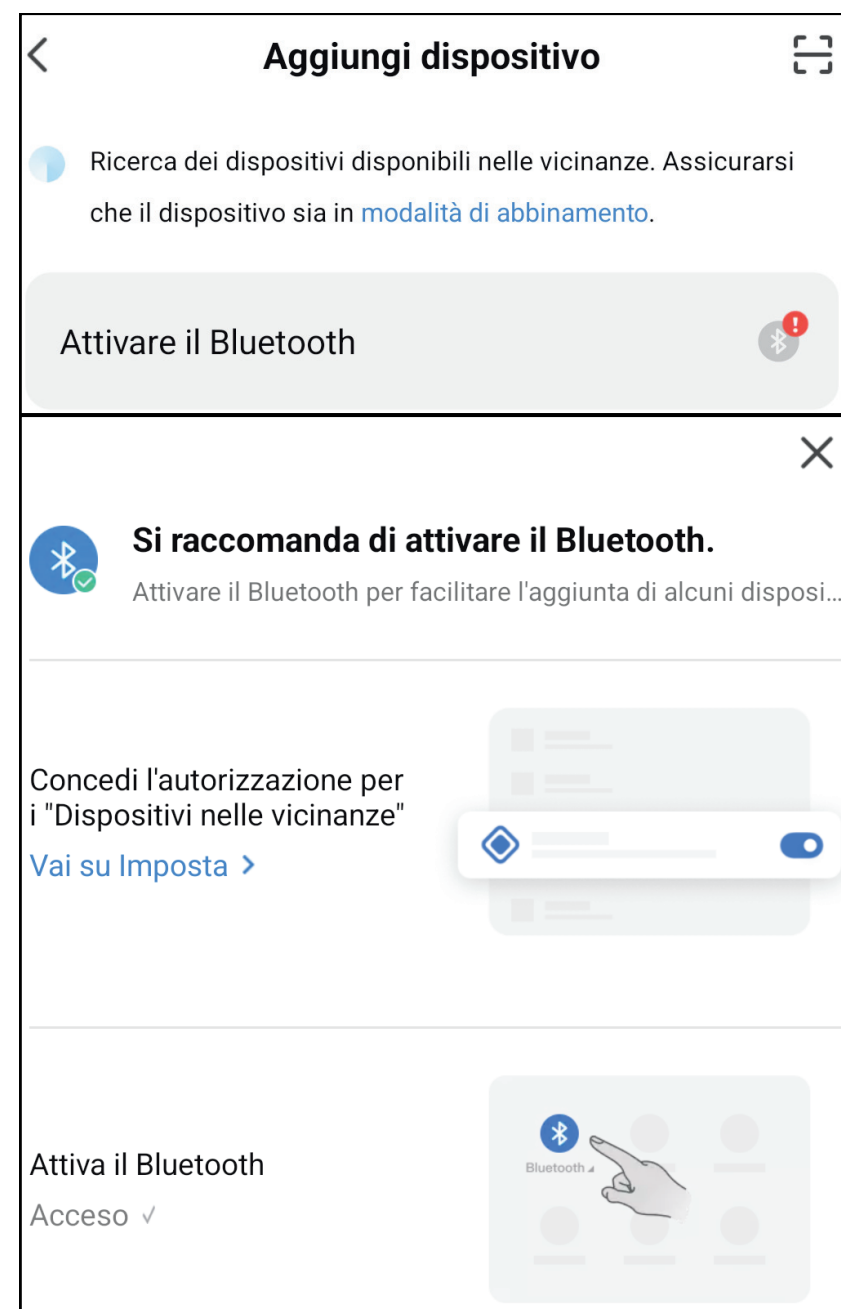 Aggiungi dispositivo
Ricerca dei dispositivi disponibili nelle vicinanze. Assicurarsi
che il dispositivo sia in modalità di abbinamento.
Attivare il Bluetooth
Si raccomanda di attivare il Bluetooth.
Attivare il Bluetooth per facilitare l'aggiunta di alcuni disposi...
Concedi l'autorizzazione per
i "Dispositivi nelle vicinanze"
Vai su Imposta >
Bluetooth
Attiva il Bluetooth
Acceso √